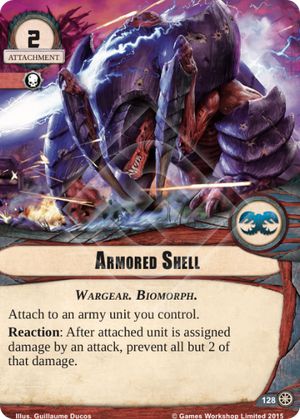 2
ATTACHMENT
ARMORED SHELL
WARGEAR. BIOMORPH.
Attach to an army unit you control.
Reaction: After attached unit is assigned
damage by an attack, prevent all but 2 of
that damage.
128
Illus. Guillaume Ducos
© Games Workshop Limited 2015